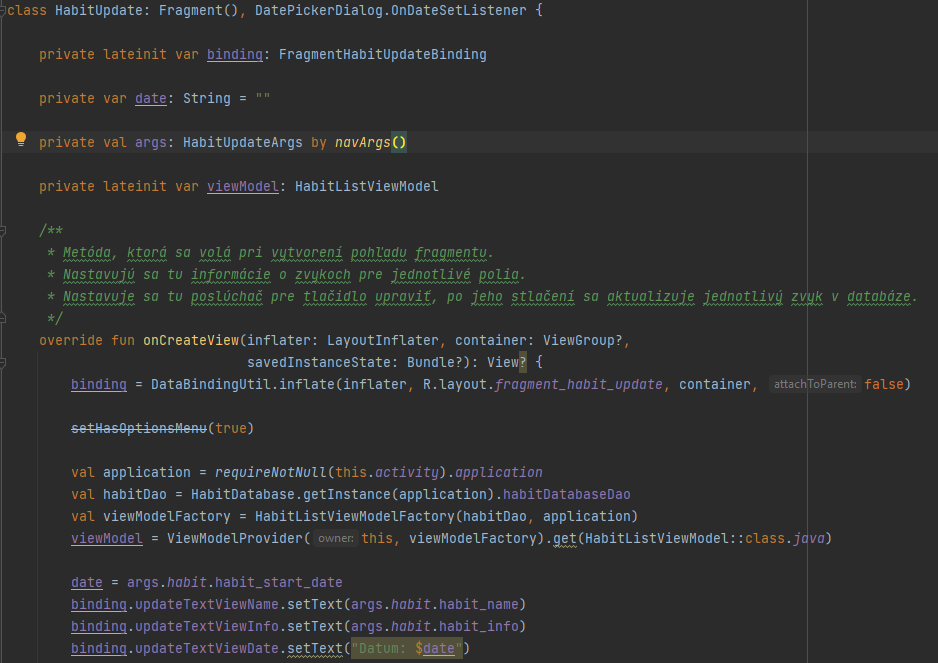 class HabitUpdate: Fragment(), DatePickerDialog.OnDateSetListener {
private lateinit var binding: FragmentHabitUpdateBinding
private var date: String = ""
private val args: HabitUpdateArgs by navArgs()
private lateinit var viewModel: HabitListViewModel
/**
* Metóda, ktorá sa volá pri vytvorení pohľadu fragmentu.
* Nastavujú sa tu informácie o zvykoch pre jednotlivé polia.
* Nastavuje sa tu poslúchač pre tlačidlo upraviť, po jeho stlačení sa aktualizuje jednotlivý zvyk v databáze.
*/
override fun onCreateView(inflater: LayoutInflater, container: ViewGroup?,
savedInstanceState: Bundle?): View? {
binding = DataBindingUtil.inflate(inflater, R.layout.fragment_habit_update, container, attachToParent: false)
setHasOptionsMenu(true)
val application = requireNotNull(this.activity).application
val habitDao = HabitDatabase.getInstance(application).habitDatabaseDao
val viewModelFactory = HabitListViewModelFactory(habitDao, application)
viewModel = ViewModelProvider( owner: this, viewModelFactory).get(HabitListViewModel::class.java)
date = args.habit.habit_start_date
binding.updateTextViewName.setText(args.habit.habit_name)
binding.updateTextViewInfo.setText(args.habit.habit_info)
binding.updateTextViewDate.setText("Datum: $date")